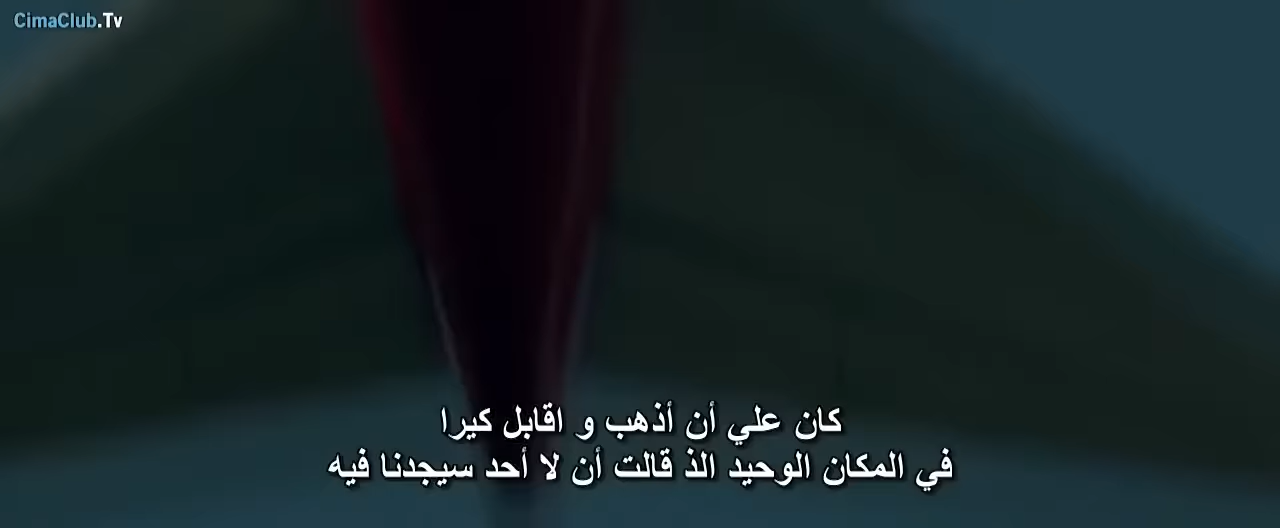 CimaClub.Tv
كان علي أن أذهب و اقابل كيرا
في المكان الوحيد الذ قالت أن لا أحد سيجدنا فيه